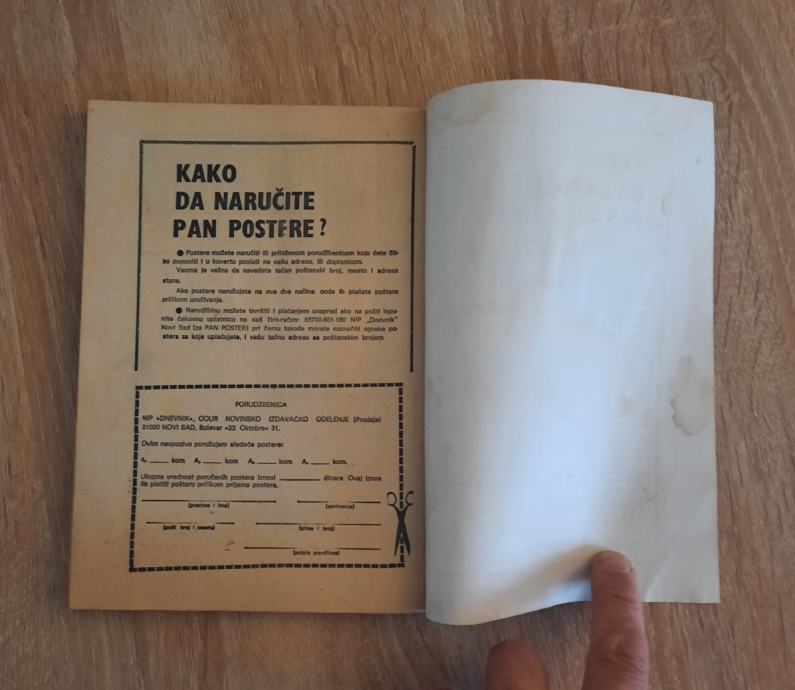 KAKO
DA NARUČITE
PAN POSTERE?
● Postere možete naručiti ili priloženom porudžbenicom koju ćete čit-
ko popuniti i u kovertu poslati na našu adresu, ili dopisnicom.
Veoma je važno da navedete tačan poštanski broj, mesto i adresu
stana.
Ako postere naručujete na ova dva načina onda ih plaćate poštaru
prilikom uručivanja.
● Narudžbinu možete izvršiti i plaćanjem unapred ako na pošti ispu-
nite čekovnu uplatnicu na naš žiro-račun: 65700-601-180 NIP „Dnevnik“
Novi Sad (za PAN POSTER) pri čemu takođe morate naznačiti oznake po-
stera za koje uplaćujete, i vašu tačnu adresu sa poštanskim brojem.
PORUDŽBENICA
NIP »DNEVNIK«, OOUR NOVINSKO IZDAVAČKO ODELENJE (Prodaja)
21000 NOVI SAD, Bulevar »23. Oktobra« 31.
Ovim neopozivo poručujem sledeće postere:
kom. A, kom A, kom. A, kom.
Ukupna vrednost poručenih postera iznosi dinara Ovaj iznos
ću platiti poštaru prilikom prijema postera.
(prezime i ime) (zanimanje)
(pošt broj i mesto) (ulica i broj)
(potpis poručioca)